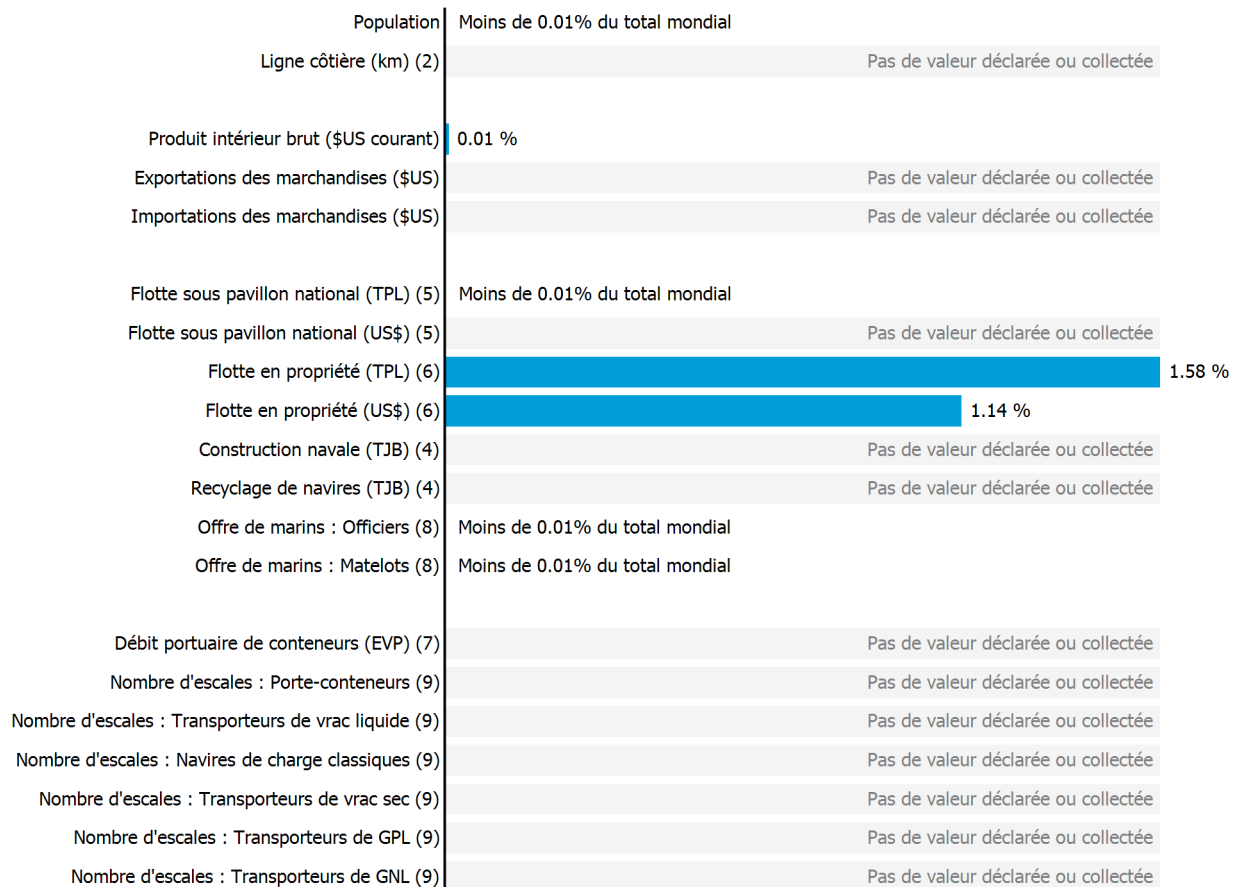 Population Moins de 0.01% du total mondial
Ligne côtière (km) (2) Pas de valeur déclarée ou collectée
Produit intérieur brut ($US courant) 0.01 %
Exportations des marchandises ($US) Pas de valeur déclarée ou collectée
Importations des marchandises ($US) Pas de valeur déclarée ou collectée
Flotte sous pavillon national (TPL) (5) Moins de 0.01% du total mondial
Flotte sous pavillon national (US$) (5) Pas de valeur déclarée ou collectée
Flotte en propriété (TPL) (6) 1.58 %
Flotte en propriété (US$) (6) 1.14 %
Construction navale (TJB) (4) Pas de valeur déclarée ou collectée
Recyclage de navires (TJB) (4) Pas de valeur déclarée ou collectée
Offre de marins : Officiers (8) Moins de 0.01% du total mondial
Offre de marins : Matelots (8) Moins de 0.01% du total mondial
Débit portuaire de conteneurs (EVP) (7) Pas de valeur déclarée ou collectée
Nombre d'escales : Porte-conteneurs (9) Pas de valeur déclarée ou collectée
Nombre d'escales : Transporteurs de vrac liquide (9) Pas de valeur déclarée ou collectée
Nombre d'escales : Navires de charge classiques (9) Pas de valeur déclarée ou collectée
Nombre d'escales : Transporteurs de vrac sec (9) Pas de valeur déclarée ou collectée
Nombre d'escales : Transporteurs de GPL (9) Pas de valeur déclarée ou collectée
Nombre d'escales : Transporteurs de GNL (9) Pas de valeur déclarée ou collectée